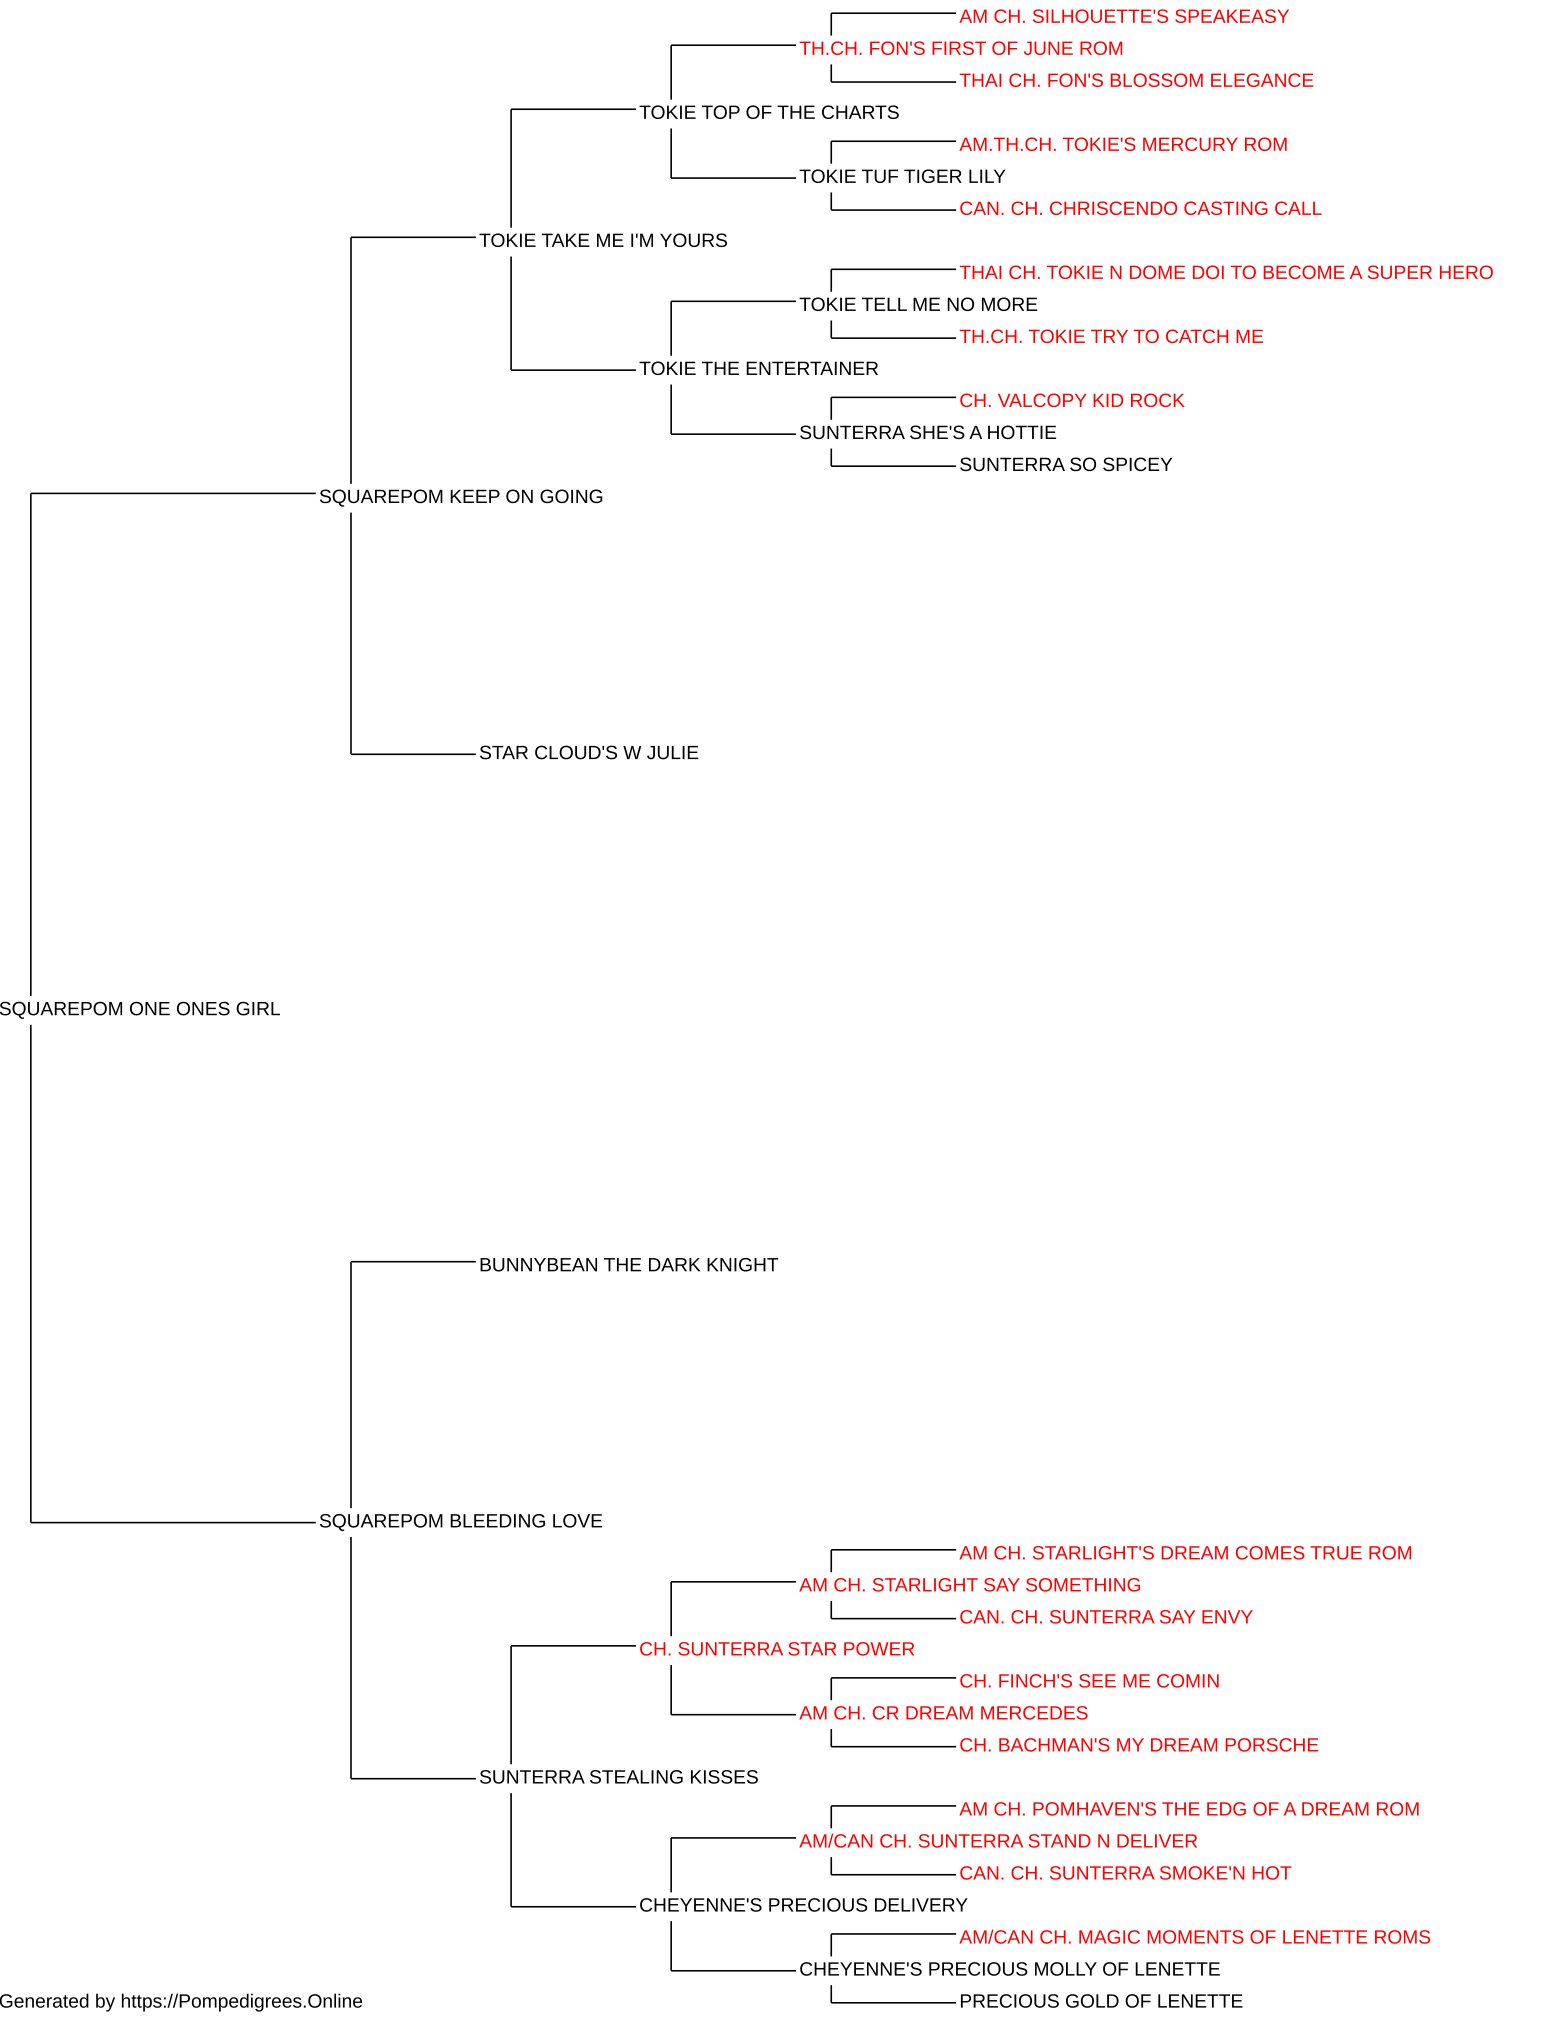 AM CH. SILHOUETTE'S SPEAKEASY
TH.CH. FON'S FIRST OF JUNE ROM
THAI CH. FON'S BLOSSOM ELEGANCE
TOKIE TOP OF THE CHARTS
AM.TH.CH. TOKIE'S MERCURY ROM
TOKIE TUF TIGER LILY
CAN. CH. CHRISCENDO CASTING CALL
TOKIE TAKE ME I'M YOURS
THAI CH. TOKIE N DOME DOI TO BECOME A SUPER HERO
TOKIE TELL ME NO MORE
TH.CH. TOKIE TRY TO CATCH ME
TOKIE THE ENTERTAINER
CH. VALCOPY KID ROCK
SUNTERRA SHE'S A HOTTIE
SUNTERRA SO SPICEY
SQUAREPOM KEEP ON GOING
STAR CLOUD'S W JULIE
SQUAREPOM ONE ONES GIRL
BUNNYBEAN THE DARK KNIGHT
SQUAREPOM BLEEDING LOVE
AM CH. STARLIGHT'S DREAM COMES TRUE ROM
AM CH. STARLIGHT SAY SOMETHING
CAN. CH. SUNTERRA SAY ENVY
CH. SUNTERRA STAR POWER
CH. FINCH'S SEE ME COMIN
AM CH. CR DREAM MERCEDES
CH. BACHMAN'S MY DREAM PORSCHE
SUNTERRA STEALING KISSES
AM CH. POMHAVEN'S THE EDG OF A DREAM ROM
AM/CAN CH. SUNTERRA STAND N DELIVER
CAN. CH. SUNTERRA SMOKE'N HOT
CHEYENNE'S PRECIOUS DELIVERY
AM/CAN CH. MAGIC MOMENTS OF LENETTE ROMS
CHEYENNE'S PRECIOUS MOLLY OF LENETTE
PRECIOUS GOLD OF LENETTE
Generated by https://Pompedigrees.Online